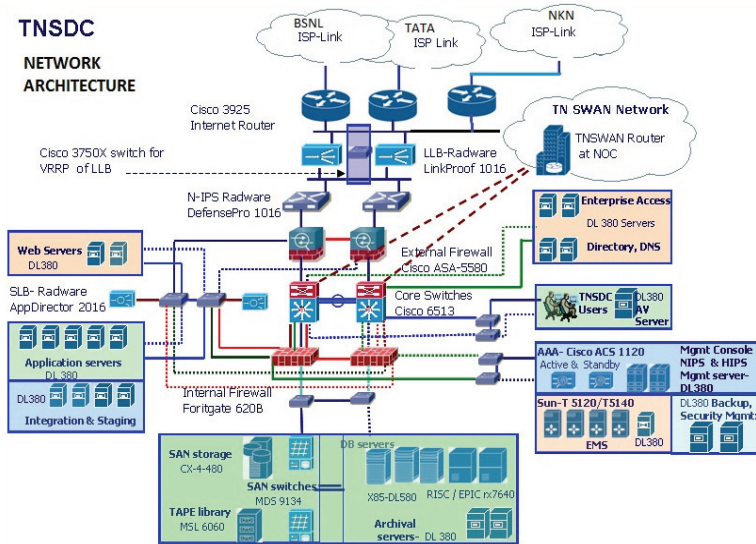 TNSDC
NETWORK
ARCHITECTURE
BSNL
ISP-Link
TATA
ISP Link
NKN
ISP-Link
Cisco 3925
Internet Router
TN SWAN Network
TNSWAN Router
at NOC
Cisco 3750X switch for
VRRP of LLB
LLB-Radware
LinkProof 1016
N-IPS Radware
DefensePro 1016
Enterprise Access
DL 380 Servers
Directory, DNS
Web Servers
DL380
External Firewall
Cisco ASA-5580
SLB- Radware
AppDirector 2016
Core Switches
Cisco 6513
TNSDC
Users
DL380
AV
Server
Application servers
DL 380
AAA- Cisco ACS 1120
Active & Standby
Mgmt Console
NIPS & HIPS
Mgmt server-
DL380
DL380
Integration & Staging
Internal Firewall
Foritgate 620B
Sun-T 5120/T5140
DL380
EMS
DL380 Backup,
Security Mgmt
DB servers
SAN storage
CX-4-480
SAN switches
MDS 9134
X85-DL580
RISC / EPIC rx7640
TAPE library
MSL 6060
Archival
servers- DL 380